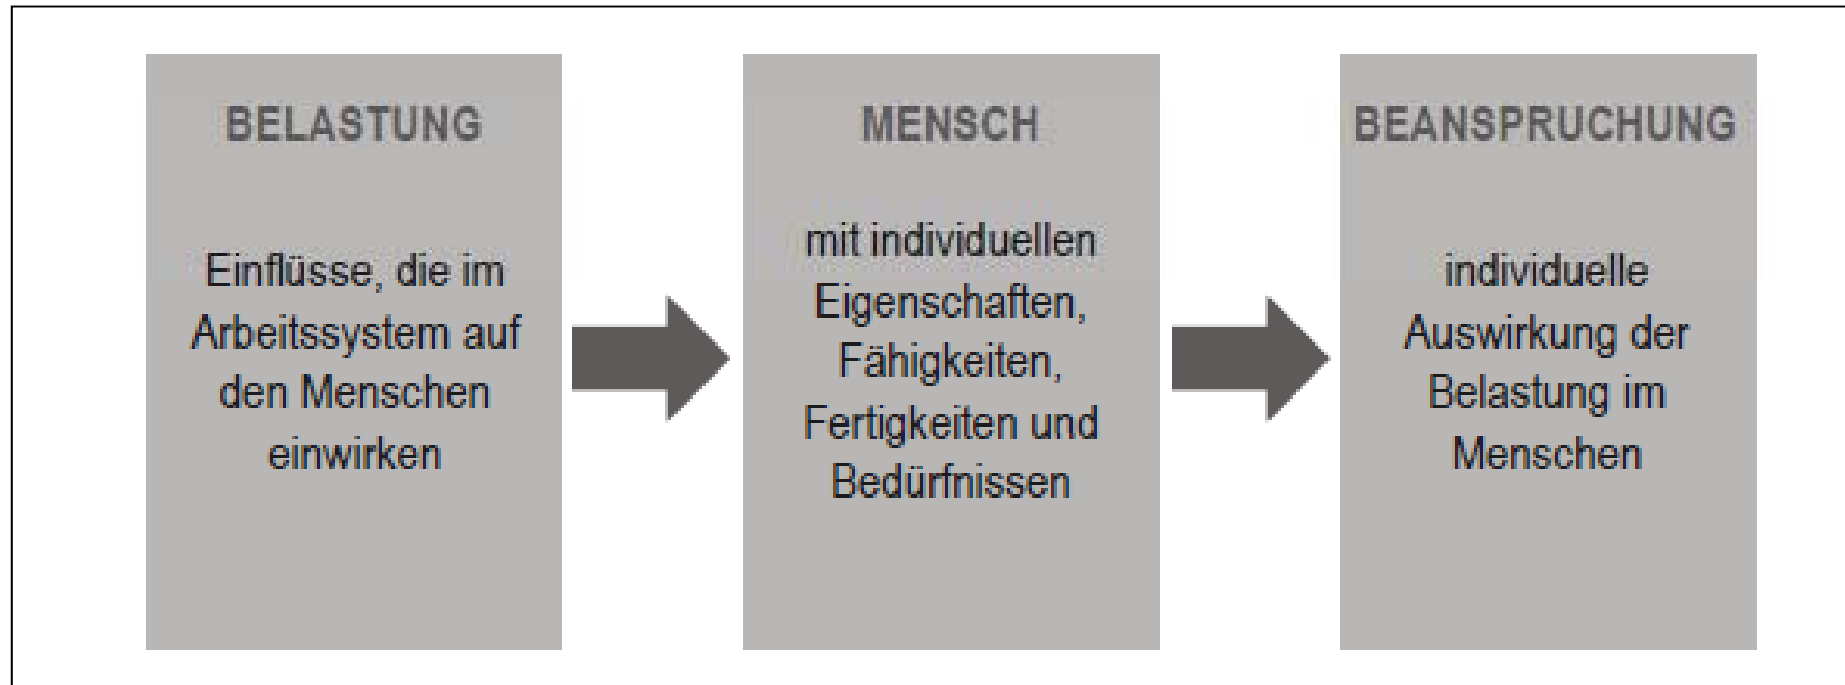 BELASTUNG
Einflüsse, die im
Arbeitssystem auf
den Menschen
einwirken
MENSCH
mit individuellen
Eigenschaften,
Fähigkeiten,
Fertigkeiten und
Bedürfnissen
BEANSPRUCHUNG
individuelle
Auswirkung der
Belastung im
Menschen